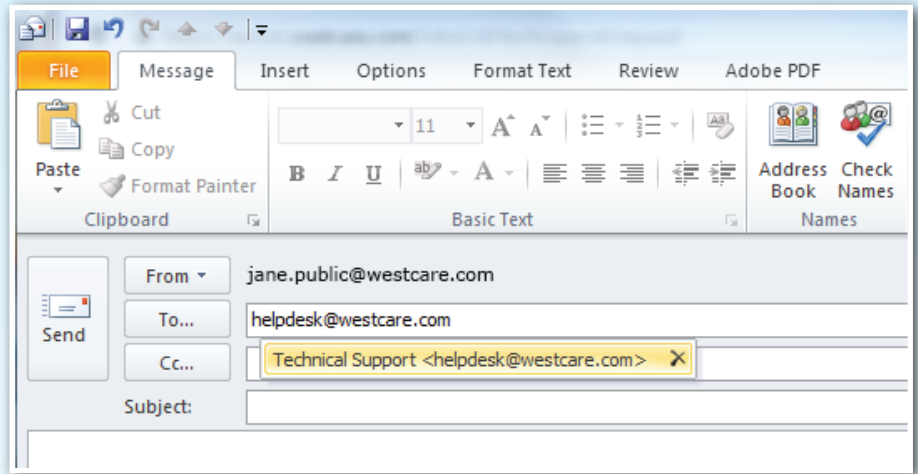 File Message Insert Options Format Text Review Adobe PDF
Cut
Copy
Format Painter
Paste
Clipboard
11 A A Aa
B I U ab A
Basic Text
Address Book
Check Names
Names
Send
From jane.public@westcare.com
To... helpdesk@westcare.com
Technical Support <helpdesk@westcare.com>
Cc...
Subject: